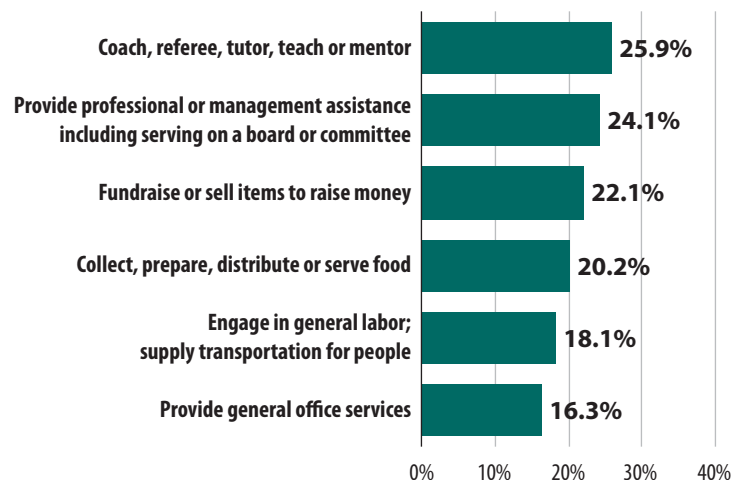 Coach, referee, tutor, teach or mentor
25.9%
Provide professional or management assistance
including serving on a board or committee
24.1%
Fundraise or sell items to raise money
22.1%
Collect, prepare, distribute or serve food
20.2%
Engage in general labor;
supply transportation for people
18.1%
Provide general office services
16.3%
0% 10% 20% 30% 40%